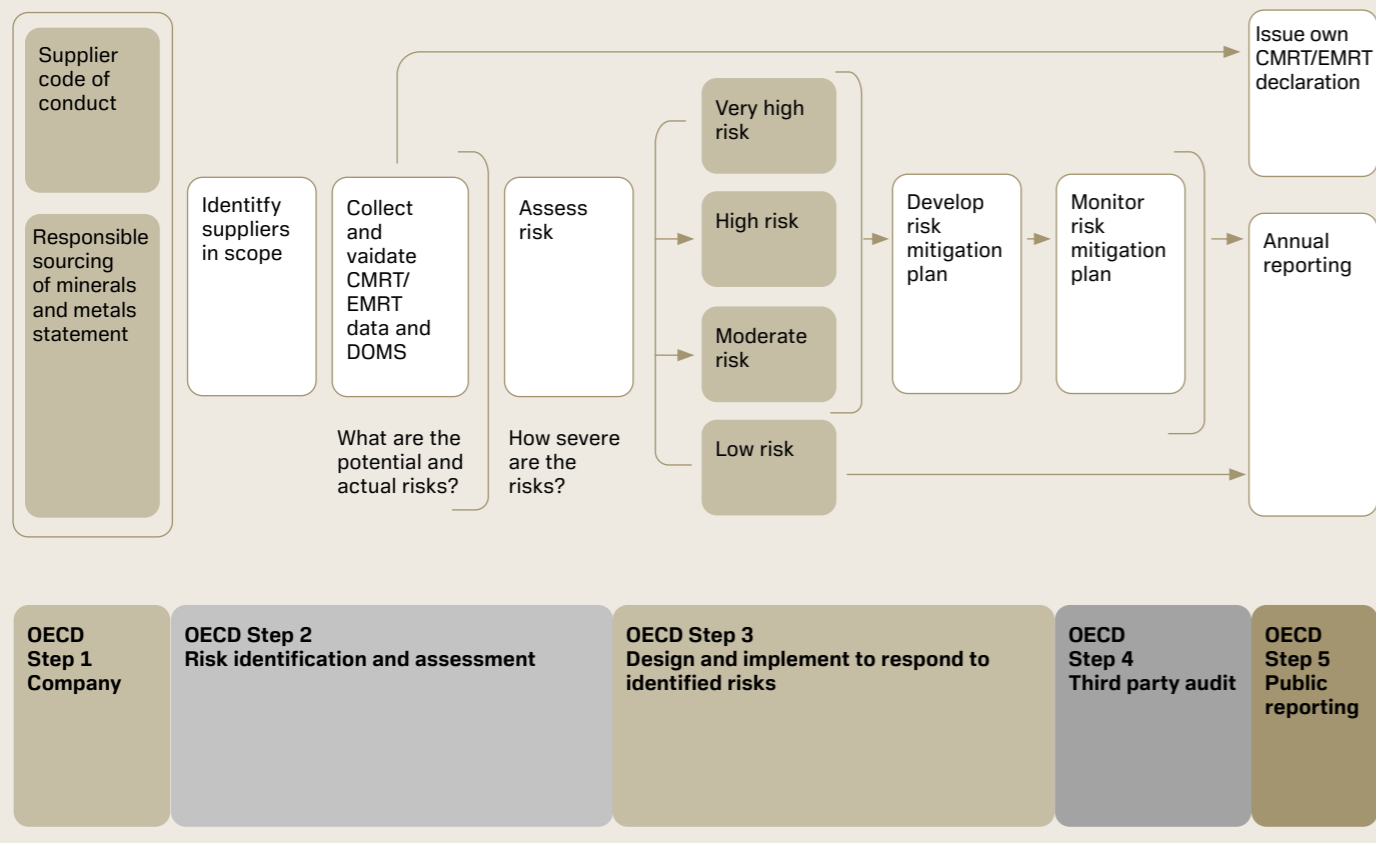 Supplier
code of
conduct
Responsible
sourcing
of minerals
and metals
statement
Identitfy
suppliers
in scope
Collect
and
vaidate
CMRT/
EMRT
data and
DOMS
What are the
potential and
actual risks?
Assess
risk
How severe
are the
risks?
Very high
risk
High risk
Moderate
risk
Low risk
Develop
risk
mitigation
plan
Monitor
risk
mitigation
plan
Issue own
CMRT/EMRT
declaration
Annual
reporting
OECD
Step 1
Company
OECD Step 2
Risk identification and assessment
OECD Step 3
Design and implement to respond to
identified risks
OECD
Step 4
Third party audit
OECD
Step 5
Public
reporting